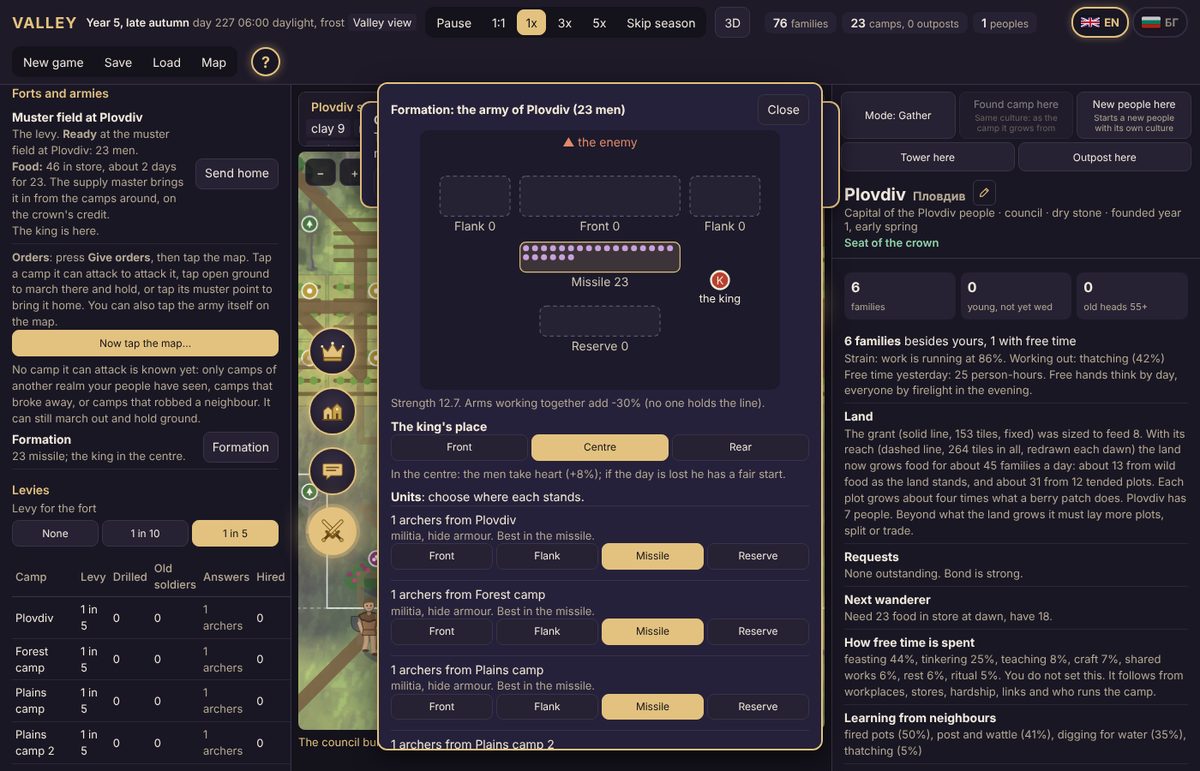 VALLEY
Year 5, late autumn day 227 06:00 daylight, frost
Valley view
Pause 1:1 1x 3x 5x Skip season
3D
76 families
23 camps, 0 outposts
1 peoples
EN
БГ
New game Save Load Map
?
Forts and armies
Muster field at Plovdiv
The levy. Ready at the muster
field at Plovdiv: 23 men.
Food: 46 in store, about 2 days
for 23. The supply master brings
it in from the camps around, on
the crown's credit.
The king is here.
Send home
Orders: press Give orders, then tap the map. Tap
a camp it can attack to attack it, tap open ground
march there and hold, or tap its muster point to
bring it home. You can also tap the army itself on
the map.
Now tap the map...
No camp it can attack is known yet: only camps of
another realm your people have seen, camps that
broke away, or camps that robbed a neighbour. It
can still march out and hold ground.
Formation
23 missile; the king in the centre.
Formation
Levies
Levy for the fort
None
1 in 10
1 in 5
Camp Levy Drilled Old soldiers Answers Hired
Plovdiv 1 in 5 0 0 1 archers 0
Forest camp 1 in 5 0 0 1 archers 0
Plains camp 1 in 5 0 0 1 archers 0
Plains camp 2 1 in 5 0 0 1 archers 0
Plovdiv s
clay 9
− +
The council bu
Formation: the army of Plovdiv (23 men)
Close
▲ the enemy
Flank 0
Front 0
Flank 0
Missile 23
K
the king
Reserve 0
Strength 12.7. Arms working together add -30% (no one holds the line).
The king's place
Front
Centre
Rear
In the centre: the men take heart (+8%); if the day is lost he has a fair start.
Units: choose where each stands.
1 archers from Plovdiv
militia, hide armour. Best in the missile.
Front Flank Missile Reserve
1 archers from Forest camp
militia, hide armour. Best in the missile.
Front Flank Missile Reserve
1 archers from Plains camp
militia, hide armour. Best in the missile.
Front Flank Missile Reserve
1 archers from Plains camp 2
Mode: Gather
Found camp here
Same culture: as the
camp it grows from
New people here
Starts a new people
with its own culture
Tower here
Outpost here
Plovdiv Пловдив
Capital of the Plovdiv people · council · dry stone · founded year
1, early spring
Seat of the crown
6
families
0
young, not yet wed
0
old heads 55+
6 families besides yours, 1 with free time
Strain: work is running at 86%. Working out: thatching (42%)
Free time yesterday: 25 person-hours. Free hands think by day,
everyone by firelight in the evening.
Land
The grant (solid line, 153 tiles, fixed) was sized to feed 8. With its
reach (dashed line, 264 tiles in all, redrawn each dawn) the land
now grows food for about 45 families a day: about 13 from wild
food as the land stands, and about 31 from 12 tended plots. Each
plot grows about four times what a berry patch does. Plovdiv has
7 people. Beyond what the land grows it must lay more plots,
split or trade.
Requests
None outstanding. Bond is strong.
Next wanderer
Need 23 food in store at dawn, have 18.
How free time is spent
feasting 44%, tinkering 25%, teaching 8%, craft 7%, shared
works 6%, rest 6%, ritual 5%. You do not set this. It follows from
workplaces, stores, hardship, links and who runs the camp.
Learning from neighbours
fired pots (50%), post and wattle (41%), digging for water (35%),
thatching (5%)